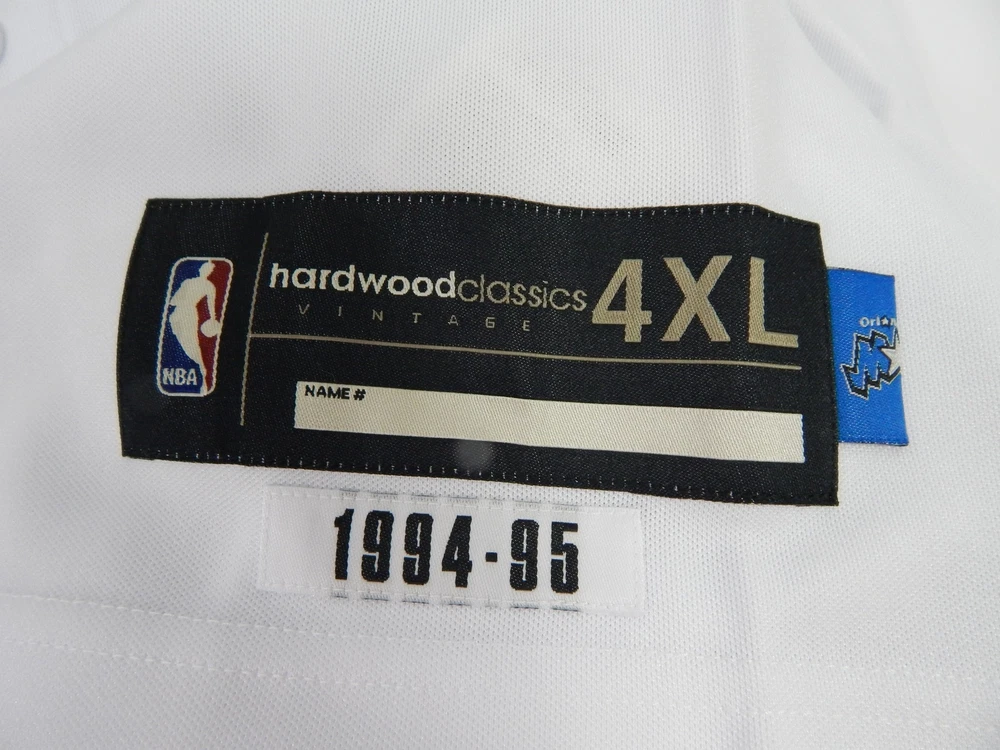 hardwoodclassics
VINTAGE
4XL
NBA
NAME #
1994-95